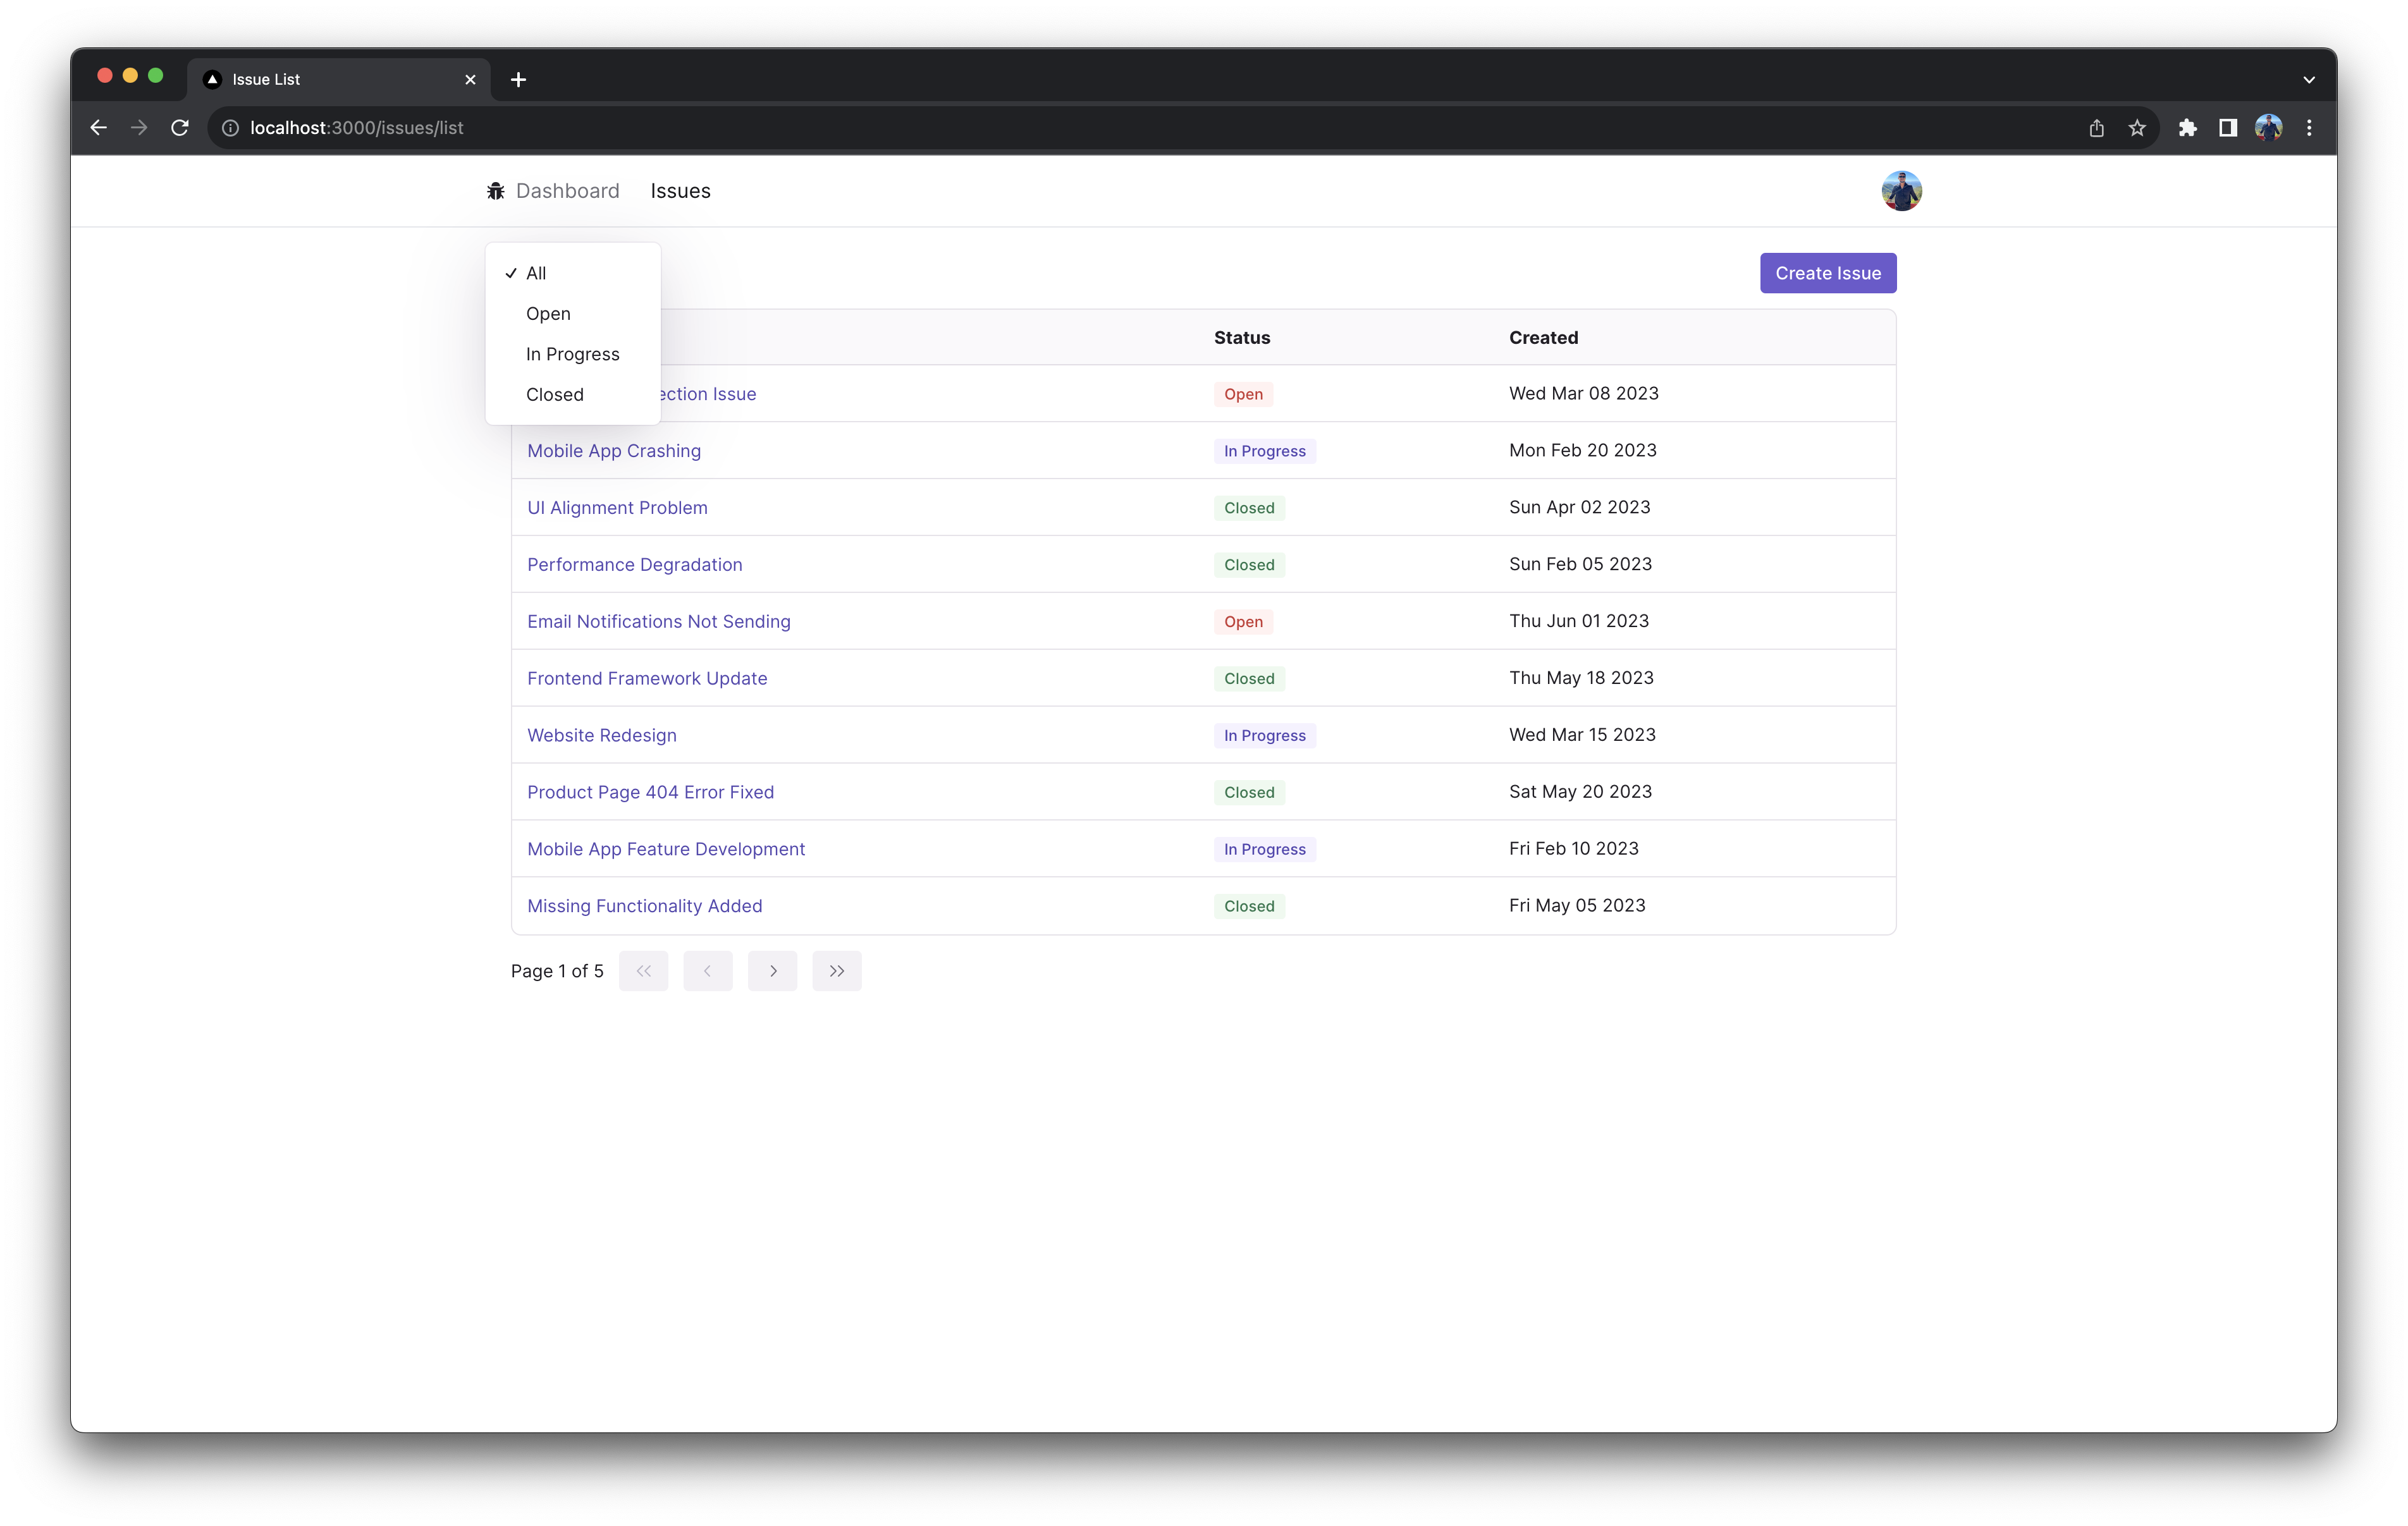 Issue List
localhost:3000/issues/list
Dashboard Issues
All
Open
In Progress
Closed
Create Issue
Status Created
Issue Open Wed Mar 08 2023
Mobile App Crashing In Progress Mon Feb 20 2023
UI Alignment Problem Closed Sun Apr 02 2023
Performance Degradation Closed Sun Feb 05 2023
Email Notifications Not Sending Open Thu Jun 01 2023
Frontend Framework Update Closed Thu May 18 2023
Website Redesign In Progress Wed Mar 15 2023
Product Page 404 Error Fixed Closed Sat May 20 2023
Mobile App Feature Development In Progress Fri Feb 10 2023
Missing Functionality Added Closed Fri May 05 2023
Page 1 of 5